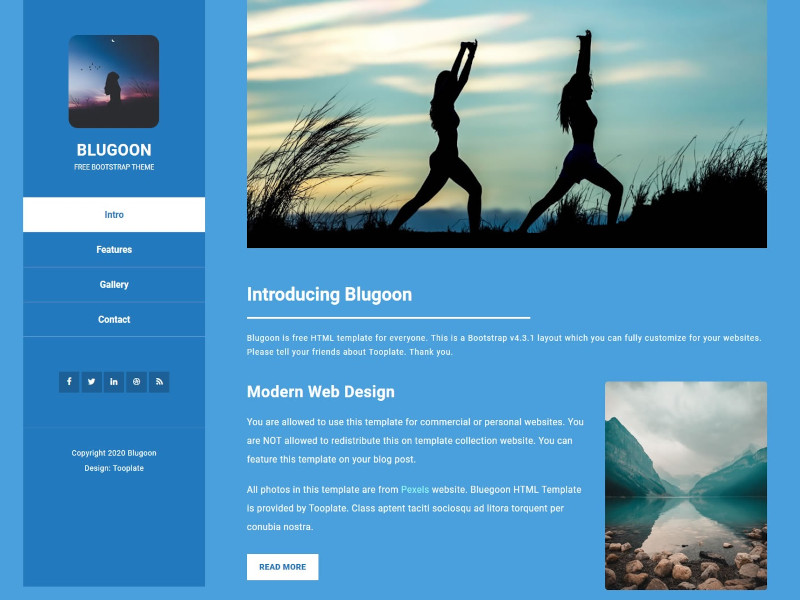 BLUGOON
FREE BOOTSTRAP THEME
Intro
Features
Gallery
Contact
Copyright 2020 Blugoon
Design: Tooplate
Introducing Blugoon
Blugoon is free HTML template for everyone. This is a Bootstrap v4.3.1 layout which you can fully customize for your websites.
Please tell your friends about Tooplate. Thank you.
Modern Web Design
You are allowed to use this template for commercial or personal websites. You
are NOT allowed to redistribute this on template collection website. You can
feature this template on your blog post.
All photos in this template are from Pexels website. Bluegoon HTML Template
is provided by Tooplate. Class aptent taciti sociosqu ad litora torquent per
conubia nostra.
READ MORE